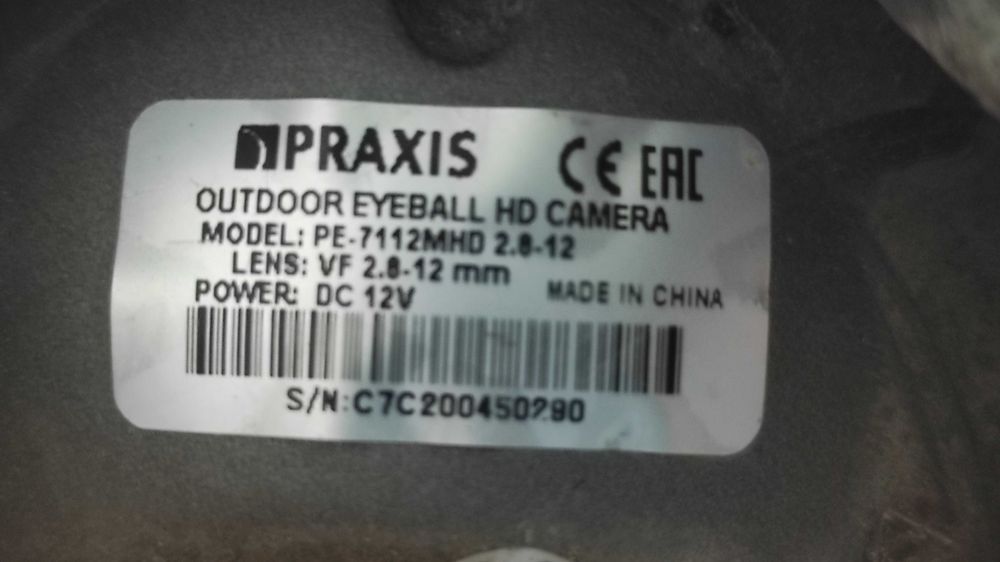 PRAXIS CE EAC
OUTDOOR EYEBALL HD CAMERA
MODEL: PE-7112MHD 2.8-12
LENS: VF 2.8-12 mm
POWER: DC 12V MADE IN CHINA
S/N:C7C200450290